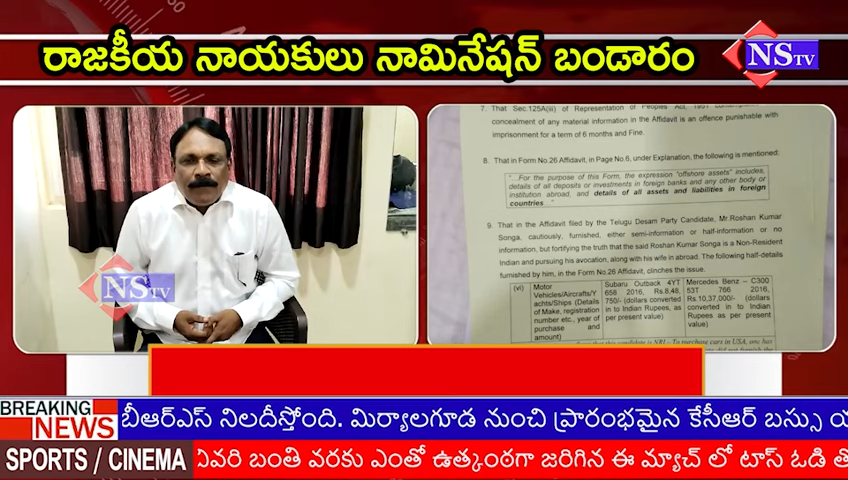 రాజకీయ నాయకులు నామినేషన్ బండారం
NS TV
7. That Sec.125A(iii) of Representation of Peoples Act, 1951
concealment of any material information in the Affidavit is an offence punishable with
imprisonment for a term of 6 months and Fine.
8. That in Form No.26 Affidavit, in Page No.6, under Explanation, the following is mentioned:
"...For the purpose of this Form, the expression "offshore assets" includes,
details of all deposits or investments in foreign banks and any other body or
institution abroad, and details of all assets and liabilities in foreign
countries..."
9. That in the Affidavit filed by the Telugu Desam Party Candidate, Mr.Roshan Kumar
Songa, cautiously, furnished, either semi-information or half-information or no
information, but fortifying the truth that the said Roshan Kumar Songa is a Non-Resident
Indian and pursuing his avocation, along with his wife in abroad. The following half-details
furnished by him, in the Form No.26 Affidavit, clinches the issue.
(vi) Motor Vehicles/Aircrafts/Y achts/Ships (Details of Make, registration number etc., year of purchase and amount)
Subaru Outback 4YT 658 2016, Rs.8,48, 750/- (dollars converted in to Indian Rupees, as per present value)
Mercedes Benz – C300 53T 766 2016, Rs.10,37,000/- (dollars converted in to Indian Rupees as per present value)
NS TV
BREAKING NEWS
బీఆర్ఎస్ నిలదీస్తోంది. మిర్యాలగూడ నుంచి ప్రారంభమైన కేసీఆర్ బస్సు
SPORTS / CINEMA
ఏవరి బంతి వరకు ఎంతో ఉత్కంఠగా జరిగిన ఈ మ్యాచ్ లో టాస్ ఓడి